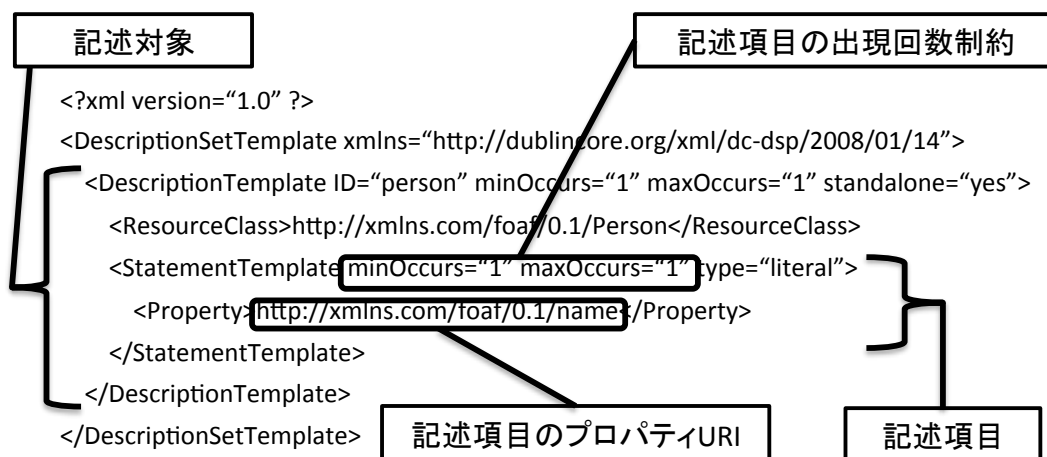 記述対象
記述項目の出現回数制約
<?xml version=“1.0” ?>
<DescriptionSetTemplate xmlns=“http://dublincore.org/xml/dc-dsp/2008/01/14”>
<DescriptionTemplate ID=“person” minOccurs=“1” maxOccurs=“1” standalone=“yes”>
<ResourceClass>http://xmlns.com/foaf/0.1/Person</ResourceClass>
<StatementTemplate minOccurs=“1” maxOccurs=“1” type=“literal”>
<Property>http://xmlns.com/foaf/0.1/name</Property>
</StatementTemplate>
</DescriptionTemplate>
</DescriptionSetTemplate>
記述項目のプロパティURI
記述項目